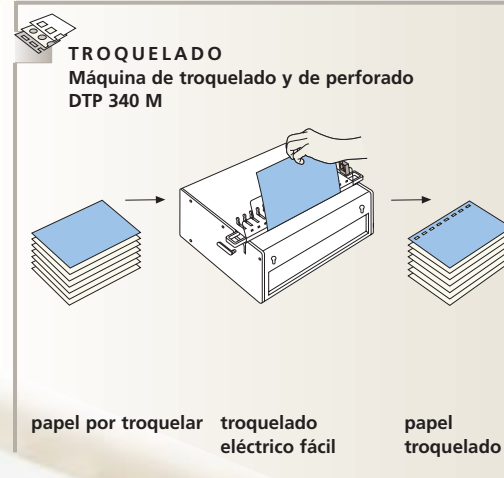 TROQUELADO
Máquina de troquelado y de perforado
DTP 340 M
papel por troquelar
troquelado
eléctrico fácil
papel
troquelado